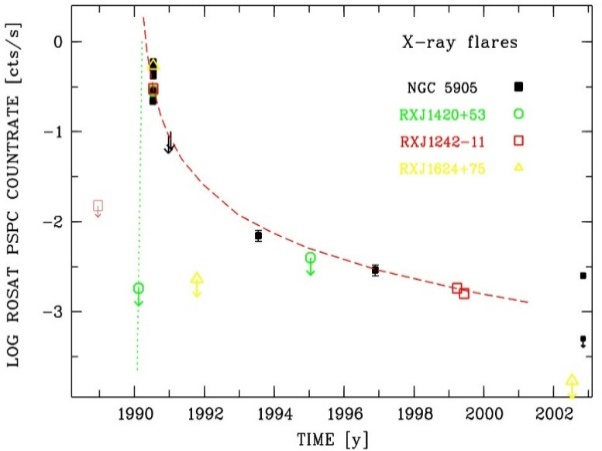 X-ray flares
NGC 5905
RXJ1420+53
RXJ1242-11
RXJ1624+75
LOG ROSAT PSPC COUNTRATE [cts/s]
0
-1
-2
-3
1990 1992 1994 1996 1998 2000 2002
TIME [y]